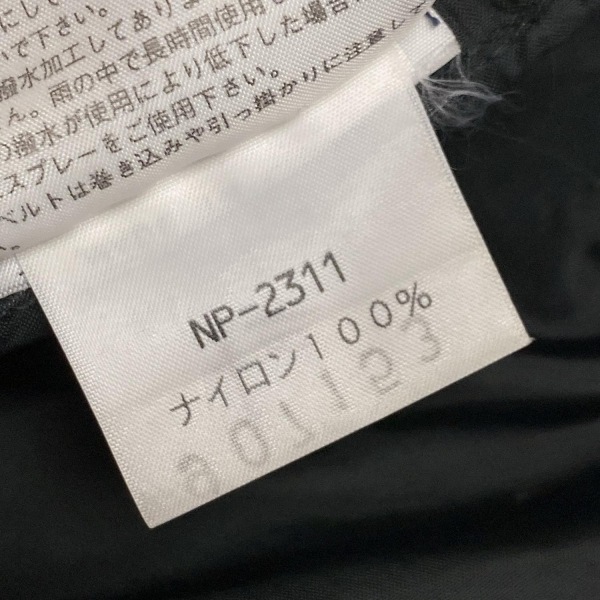 にして
いで下さい。
撥水加工してありま
ん。雨の中で長時間使用し
の撥水が使用により低下した場合
スプレーをご使用下さい。
ベルトは巻き込みや引っ掛かりに注意し
NP-2311
ナイロン100%